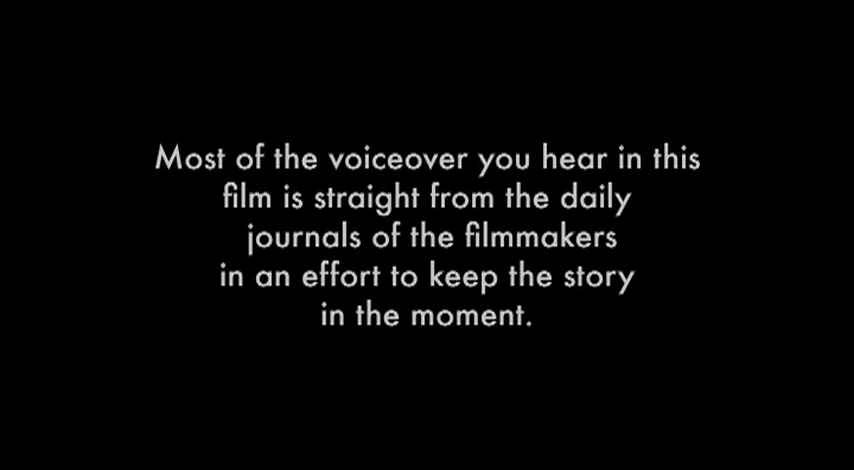 Most of the voiceover you hear in this
film is straight from the daily
journals of the filmmakers
in an effort to keep the story
in the moment.